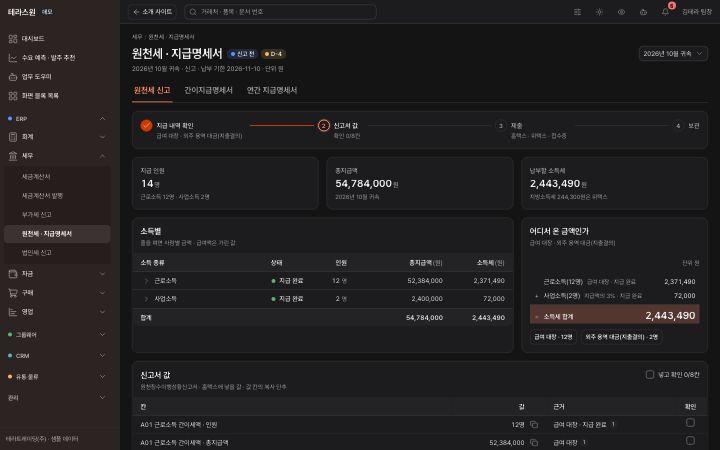 테라스원 데모
← 소개 사이트
거래처 · 품목 · 문서 번호
6
김테라 팀장
대시보드
수요 예측 · 발주 추천
업무 도우미
화면 블록 목록
ERP
회계
세무
세금계산서
세금계산서 발행
부가세 신고
원천세 · 지급명세서
법인세 신고
자금
구매
영업
그룹웨어
CRM
유통·물류
관리
테라트레이딩(주) · 샘플 데이터
세무 / 원천세 · 지급명세서
원천세 · 지급명세서 신고 전 D-4
2026년 10월 귀속 · 신고 · 납부 기한 2026-11-10 · 단위 원
2026년 10월 귀속
원천세 신고 간이지급명세서 연간 지급명세서
지급 내역 확인
급여 대장 · 외주 용역 대금(지출결의)
2 신고서 값
확인 0/8칸
3 제출
홈택스 · 위택스 · 접수증
4 보관
지급 인원
14명
근로소득 12명 · 사업소득 2명
총지급액
54,784,000원
2026년 10월 귀속
납부할 소득세
2,443,490원
지방소득세 244,300원은 위택스
소득별
줄을 펴면 사람별 금액 · 급여액은 가린 값
소득 종류 상태 인원 총지급액(원) 소득세(원)
근로소득 지급 완료 12 명 52,384,000 2,371,490
사업소득 지급 완료 2 명 2,400,000 72,000
합계 54,784,000 2,443,490
어디서 온 금액인가
급여 대장 · 외주 용역 대금(지출결의)
단위 원
근로소득(12명) 급여 대장 · 지급 완료 2,371,490
+ 사업소득(2명) 지급액의 3% · 지급 완료 72,000
= 소득세 합계 2,443,490
급여 대장 · 12명 외주 용역 대금(지출결의) · 2명
신고서 값
원천징수이행상황신고서 · 홈택스에 넣을 값 · 값 칸의 복사 단추
넣고 확인 0/8칸
칸 값 근거 확인
A01 근로소득 간이세액 · 인원 12명 급여 대장 · 지급 완료 1
A01 근로소득 간이세액 · 총지급액 52,384,000 급여 대장 1